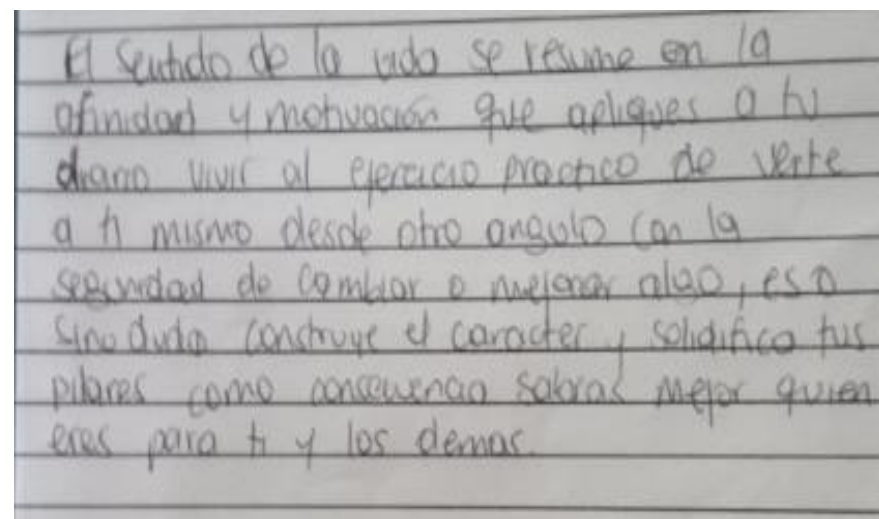 El sentido de la vida se resume en la
afinidad y motivación que apliques a tu
diario vivir al ejercicio practico de verte
a ti mismo desde otro angulo con la
seguridad de cambiar o mejorar algo, eso
sino duda construye el caracter, solidifica tus
pilares como consecuencia sabras mejor quien
eres para ti y los demas.